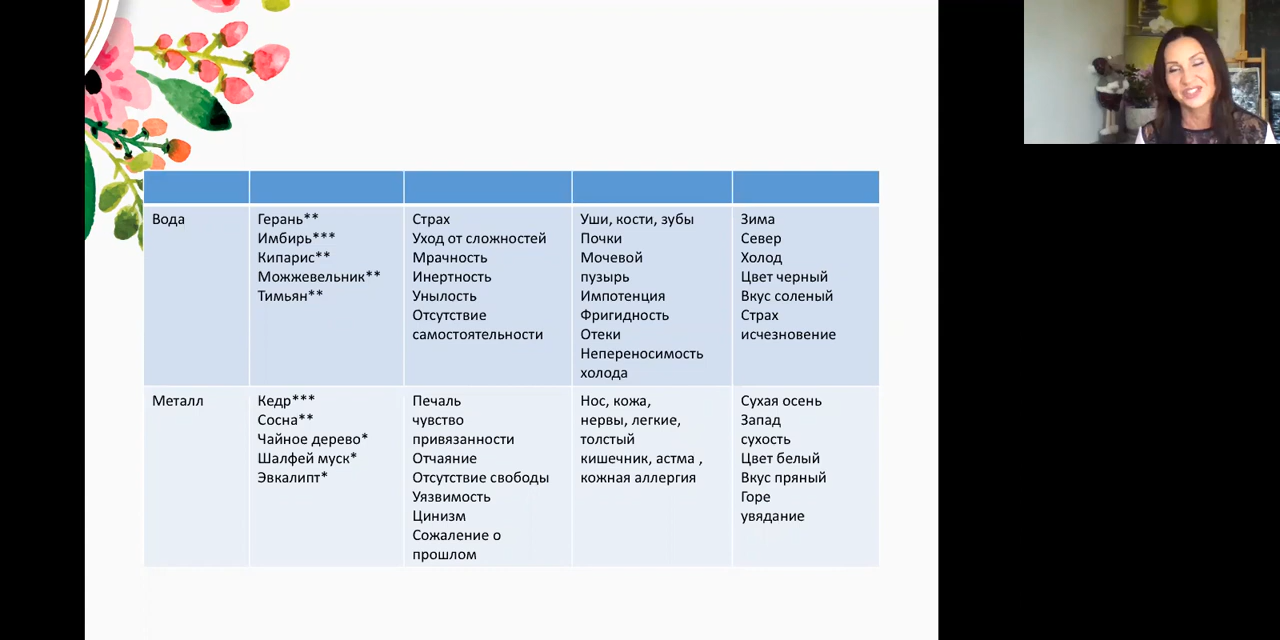 Вода
Герань**
Имбирь***
Кипарис**
Можжевельник**
Тимьян**
Страх
Уход от сложностей
Мрачность
Инертность
Унылость
Отсутствие
самостоятельности
Уши, кости, зубы
Почки
Мочевой
пузырь
Импотенция
Фригидность
Отеки
Непереносимость
холода
Зима
Север
Холод
Цвет черный
Вкус соленый
Страх
исчезновение
Металл
Кедр***
Сосна**
Чайное дерево*
Шалфей муск*
Эвкалипт*
Печаль
чувство
привязанности
Отчаяние
Отсутствие свободы
Уязвимость
Цинизм
Сожаление о
прошлом
Нос, кожа,
нервы, легкие,
толстый
кишечник, астма ,
кожная аллергия
Сухая осень
Запад
сухость
Цвет белый
Вкус пряный
Горе
увядание